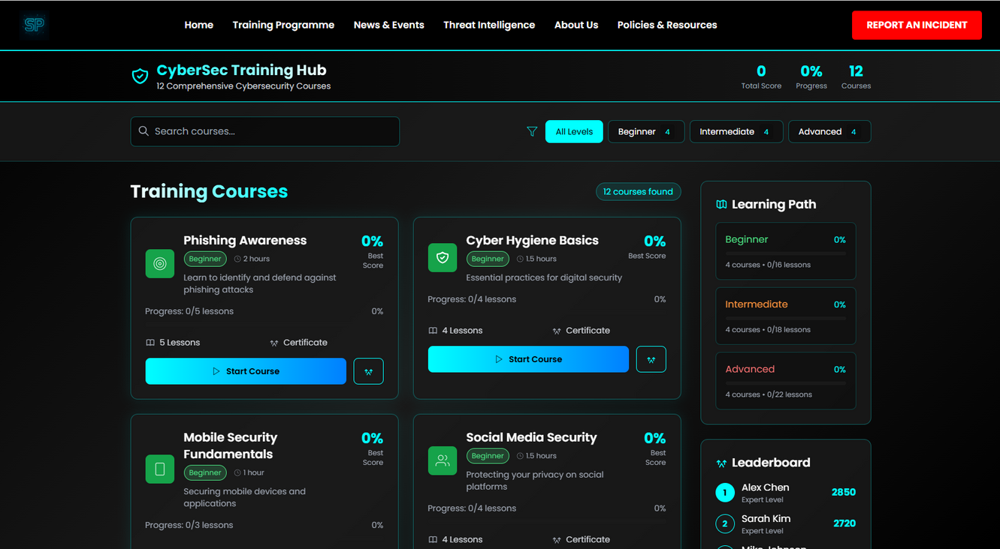 SP
Home Training Programme News & Events Threat Intelligence About Us Policies & Resources REPORT AN INCIDENT
CyberSec Training Hub
12 Comprehensive Cybersecurity Courses
0 0% 12
Total Score Progress Courses
Search courses...
All Levels Beginner 4 Intermediate 4 Advanced 4
Training Courses
12 courses found
Phishing Awareness
0%
Beginner 2 hours
Best
Score
Learn to identify and defend against
phishing attacks
Progress: 0/5 lessons 0%
5 Lessons Certificate
Start Course
Cyber Hygiene Basics
0%
Beginner 1.5 hours
Best Score
Essential practices for digital security
Progress: 0/4 lessons 0%
4 Lessons Certificate
Start Course
Mobile Security
Fundamentals
0%
Best
Score
Beginner 1 hour
Securing mobile devices and
applications
Progress: 0/3 lessons 0%
Social Media Security
0%
Beginner 1.5 hours
Best
Score
Protecting your privacy on social
platforms
Progress: 0/4 lessons 0%
4 Lessons Certificate
Learning Path
Beginner 0%
4 courses • 0/16 lessons
Intermediate 0%
4 courses • 0/18 lessons
Advanced 0%
4 courses • 0/22 lessons
Leaderboard
1 Alex Chen 2850
Expert Level
2 Sarah Kim 2720
Expert Level